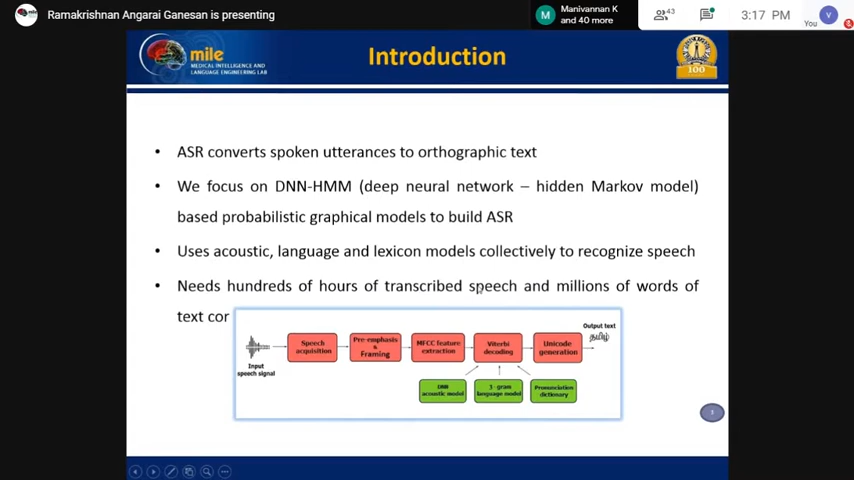 Ramakrishnan Angarai Ganesan is presenting
M
Manivannan K
and 40 more
43
3:17 PM
You
V
mile
MEDICAL INTELLIGENCE AND
LANGUAGE ENGINEERING LAB
Introduction
100
• ASR converts spoken utterances to orthographic text
• We focus on DNN-HMM (deep neural network – hidden Markov model)
based probabilistic graphical models to build ASR
• Uses acoustic, language and lexicon models collectively to recognize speech
• Needs hundreds of hours of transcribed speech and millions of words of
text cor
Input
speech signal
Speech
acquisition
Pre-emphasis
&
Framing
MFCC feature
extraction
Viterbi
decoding
Unicode
generation
Output text
தமிழ்
DNN
acoustic model
3-gram
language model
Pronunciation
dictionary